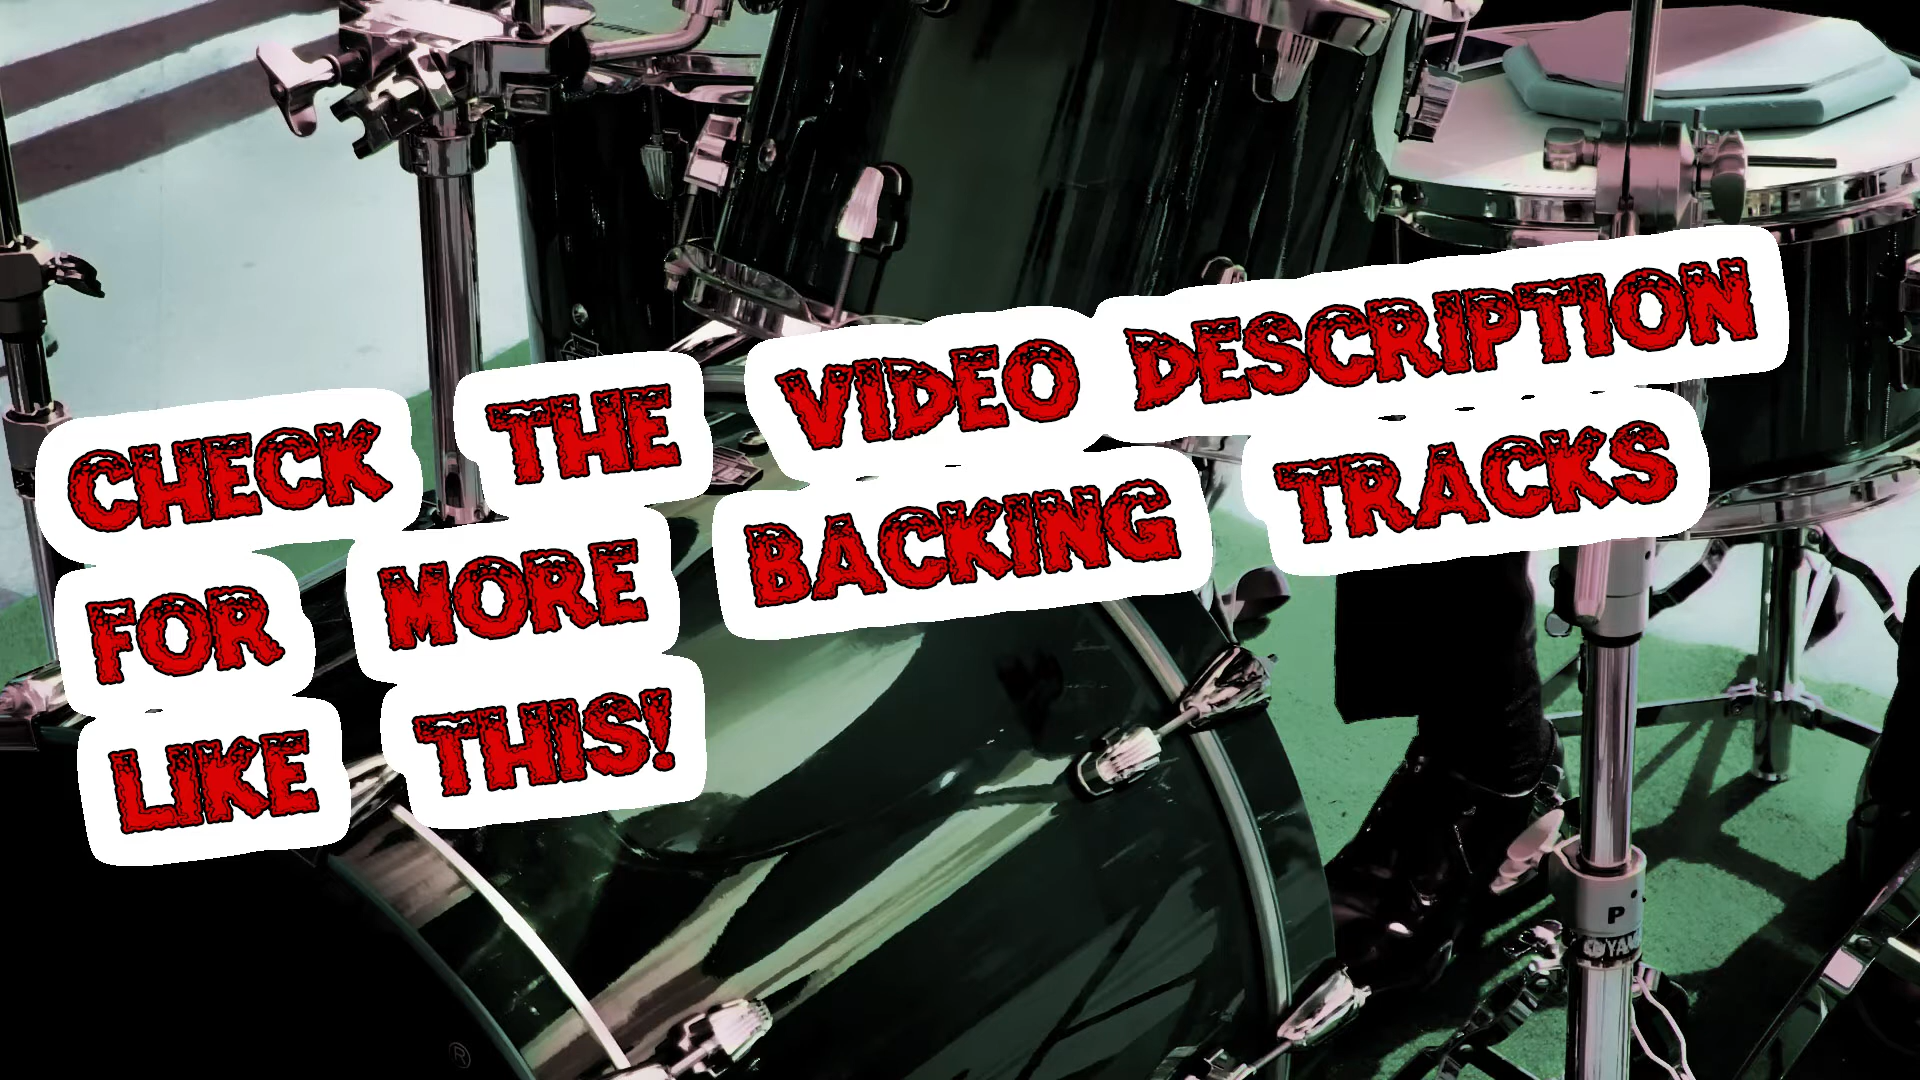 CHECK THE VIDEO DESCRIPTION
FOR MORE BACKING TRACKS
LIKE THIS!
P
®